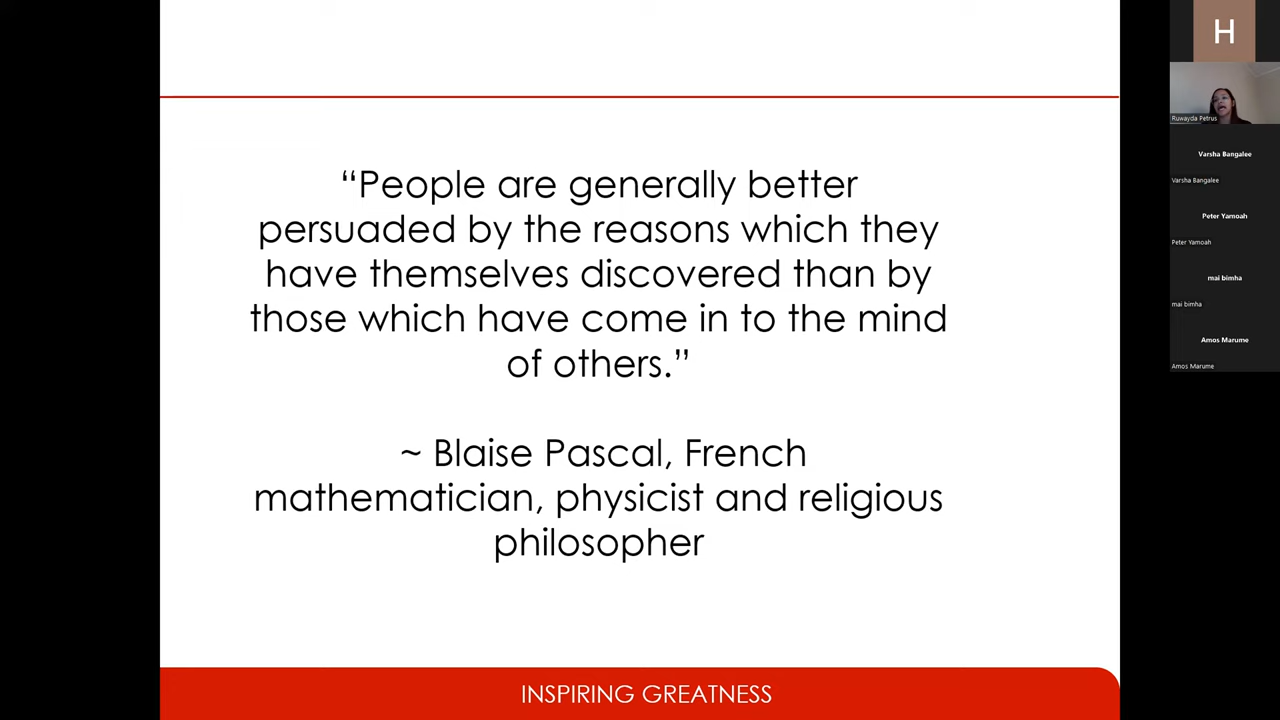 “People are generally better
persuaded by the reasons which they
have themselves discovered than by
those which have come in to the mind
of others.”
~ Blaise Pascal, French
mathematician, physicist and religious
philosopher
INSPIRING GREATNESS
H
Ruwayda Petrus
Varsha Bangalee
Varsha Bangalee
Peter Yamoah
Peter Yamoah
mai bimha
mai bimha
Amos Marume
Amos Marume